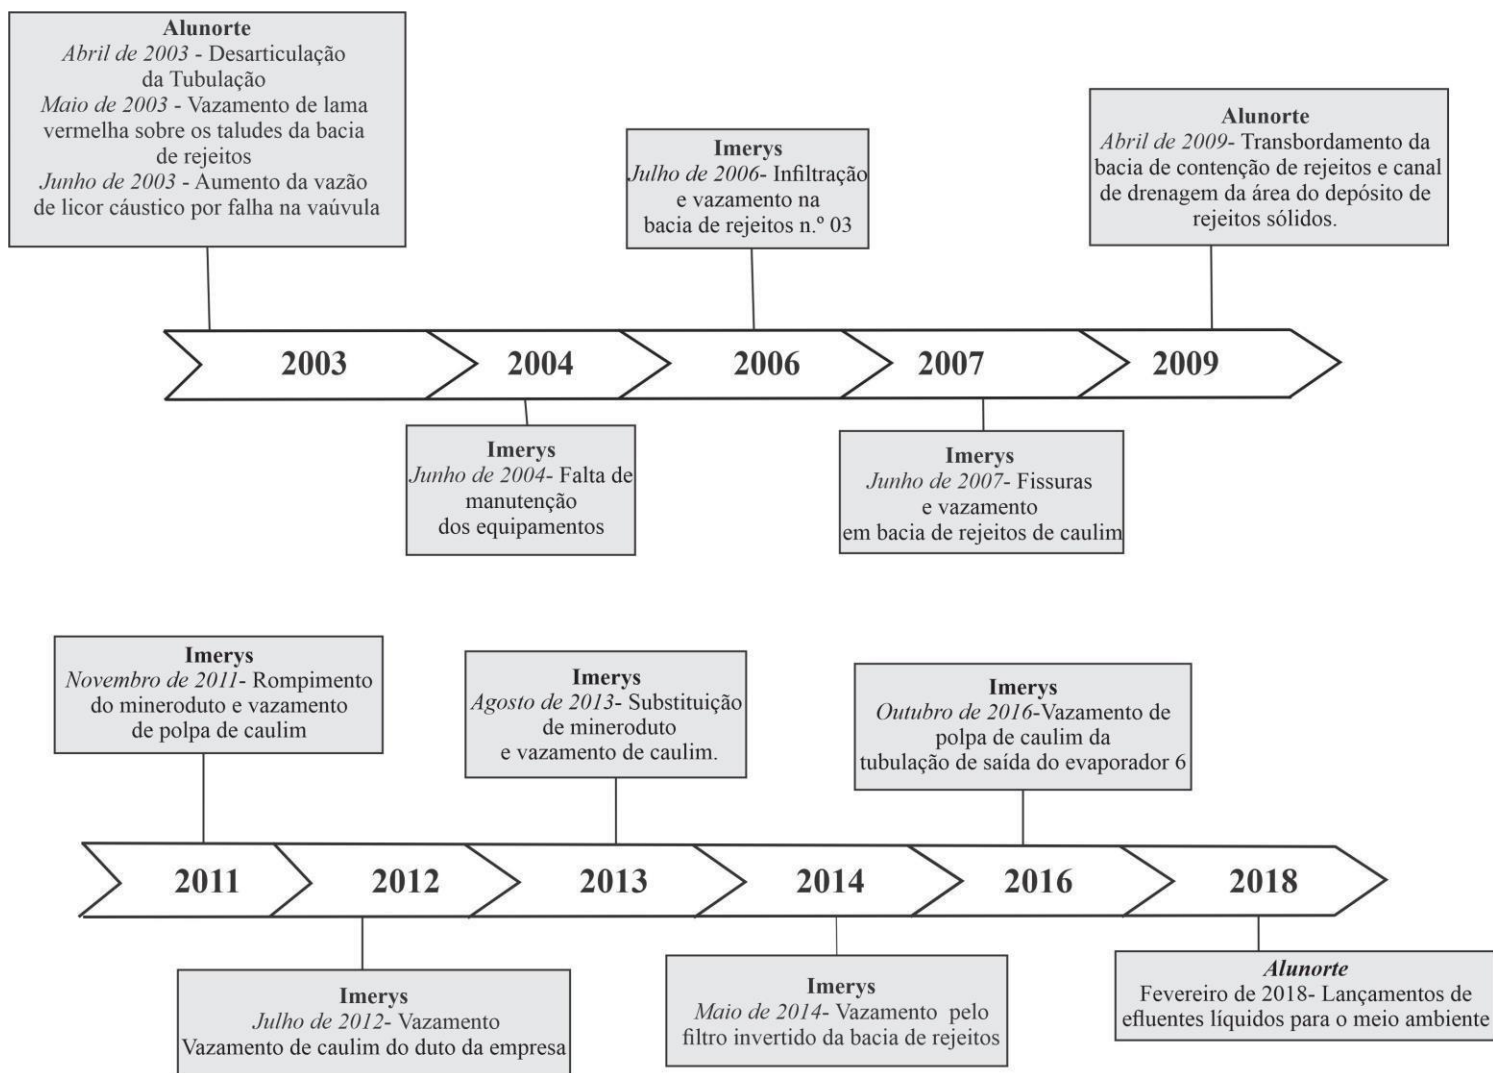 Alunorte
Abril de 2003 - Desarticulação
da Tubulação
Maio de 2003 - Vazamento de lama
vermelha sobre os taludes da bacia
de rejeitos
Junho de 2003 - Aumento da vazão
de licor cáustico por falha na vaúvula
Imerys
Julho de 2006- Infiltração
e vazamento na
bacia de rejeitos n.º 03
Alunorte
Abril de 2009- Transbordamento da
bacia de contenção de rejeitos e canal
de drenagem da área do depósito de
rejeitos sólidos.
2003
2004
2006
2007
2009
Imerys
Junho de 2004- Falta de
manutenção
dos equipamentos
Imerys
Junho de 2007- Fissuras
e vazamento
em bacia de rejeitos de caulim
Imerys
Novembro de 2011- Rompimento
do mineroduto e vazamento
de polpa de caulim
Imerys
Agosto de 2013- Substituição
de mineroduto
e vazamento de caulim.
Imerys
Outubro de 2016-Vazamento de
polpa de caulim da
tubulação de saída do evaporador 6
2011
2012
2013
2014
2016
2018
Imerys
Julho de 2012- Vazamento
Vazamento de caulim do duto da empresa
Imerys
Maio de 2014- Vazamento pelo
filtro invertido da bacia de rejeitos
Alunorte
Fevereiro de 2018- Lançamentos de
efluentes líquidos para o meio ambiente